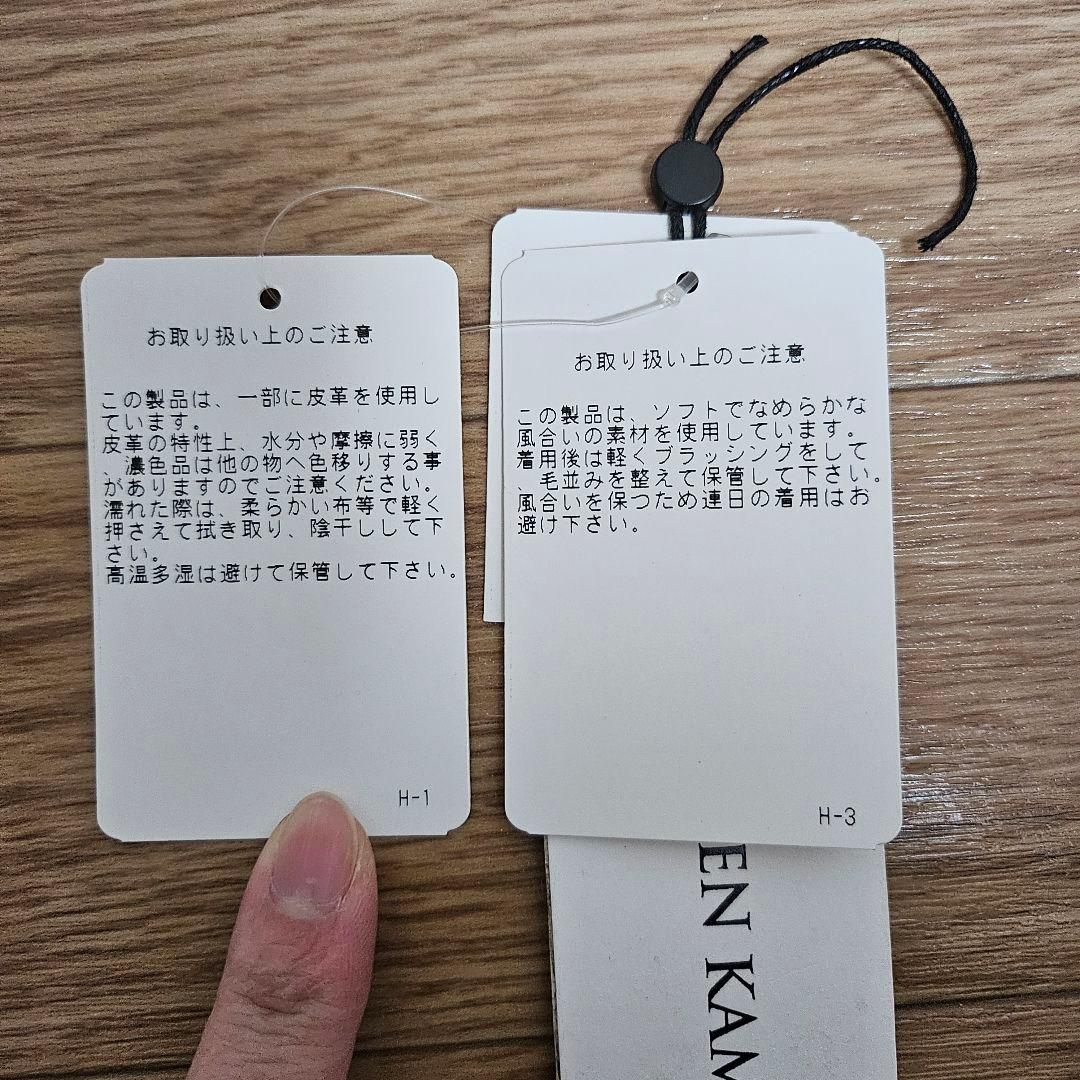 お取り扱い上のご注意
この製品は、一部に皮革を使用し
ています。
皮革の特性上、水分や摩擦に弱く
、濃色品は他の物へ色移りする事
がありますのでご注意ください。
濡れた際は、柔らかい布等で軽く
押さえて拭き取り、陰干しして下
さい。
高温多湿は避けて保管して下さい。
H-1
お取り扱い上のご注意
この製品は、ソフトでなめらかな
風合いの素材を使用しています。
着用後は軽くブラッシングをして
、毛並みを整えて保管して下さい。
風合いを保つため連日の着用はお
避け下さい。
H-3
EN KAM